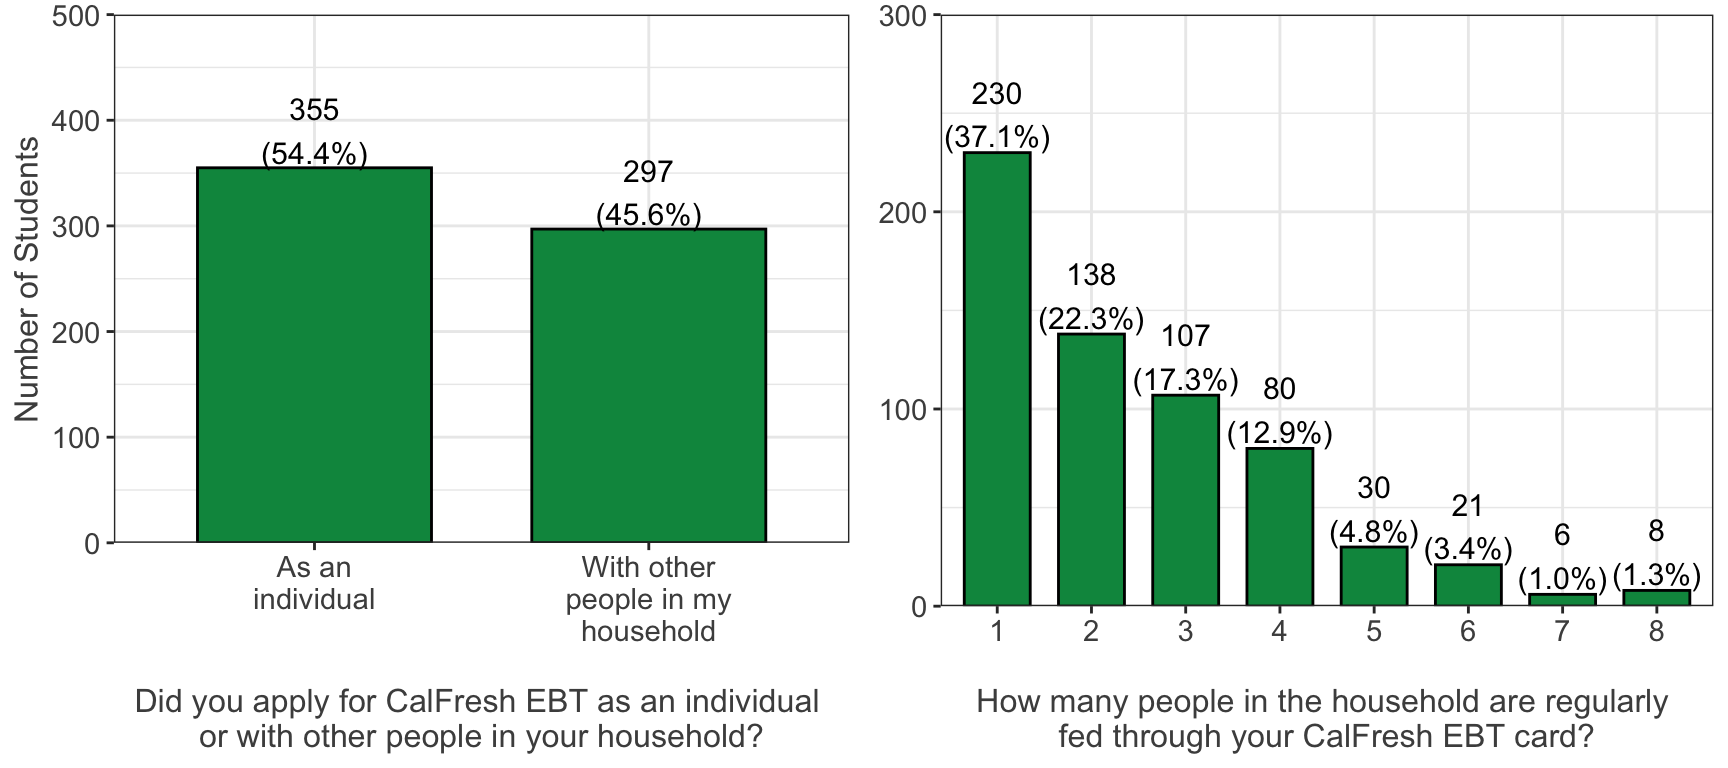 500
400
300
200
100
0
Number of Students
355
(54.4%)
297
(45.6%)
As an
individual
With other
people in my
household
Did you apply for CalFresh EBT as an individual
or with other people in your household?
300
200
100
0
230
(37.1%)
138
(22.3%)
107
(17.3%)
80
(12.9%)
30
(4.8%)
21
(3.4%)
6
(1.0%)
8
(1.3%)
1 2 3 4 5 6 7 8
How many people in the household are regularly
fed through your CalFresh EBT card?